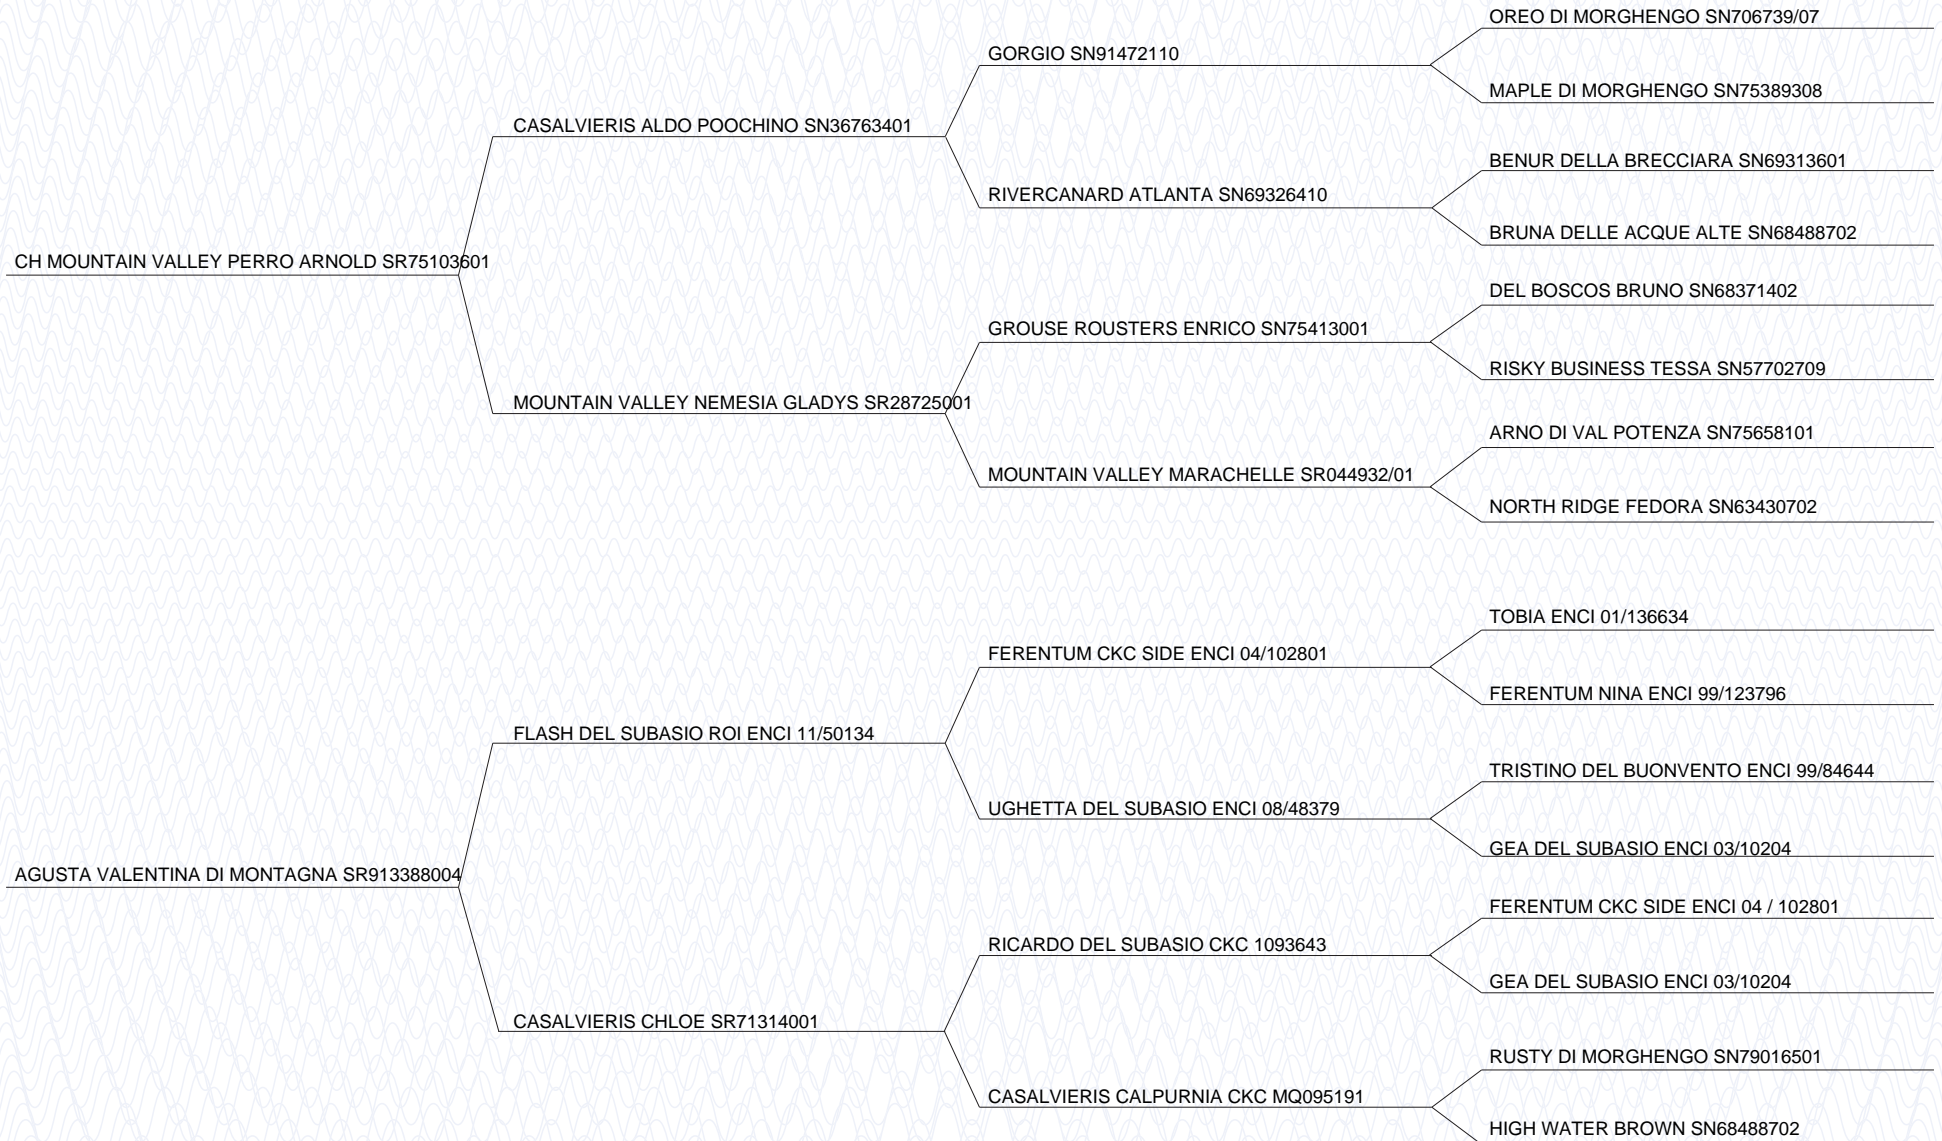 OREO DI MORGHENGO SN706739/07
GORGIO SN91472110
MAPLE DI MORGHENGO SN75389308
CASALVIERIS ALDO POOCHINO SN36763401
BENUR DELLA BRECCIARA SN69313601
RIVERCANARD ATLANTA SN69326410
BRUNA DELLE ACQUE ALTE SN68488702
CH MOUNTAIN VALLEY PERRO ARNOLD SR75103601
DEL BOSCOS BRUNO SN68371402
GROUSE ROUSTERS ENRICO SN75413001
RISKY BUSINESS TESSA SN57702709
MOUNTAIN VALLEY NEMESIA GLADYS SR28725001
ARNO DI VAL POTENZA SN75658101
MOUNTAIN VALLEY MARACHELLE SR044932/01
NORTH RIDGE FEDORA SN63430702
TOBIA ENCI 01/136634
FERENTUM CKC SIDE ENCI 04/102801
FERENTUM NINA ENCI 99/123796
FLASH DEL SUBASIO ROI ENCI 11/50134
TRISTINO DEL BUONVENTO ENCI 99/84644
UGHETTA DEL SUBASIO ENCI 08/48379
GEA DEL SUBASIO ENCI 03/10204
AGUSTA VALENTINA DI MONTAGNA SR913388004
FERENTUM CKC SIDE ENCI 04 / 102801
RICARDO DEL SUBASIO CKC 1093643
GEA DEL SUBASIO ENCI 03/10204
CASALVIERIS CHLOE SR71314001
RUSTY DI MORGHENGO SN79016501
CASALVIERIS CALPURNIA CKC MQ095191
HIGH WATER BROWN SN68488702